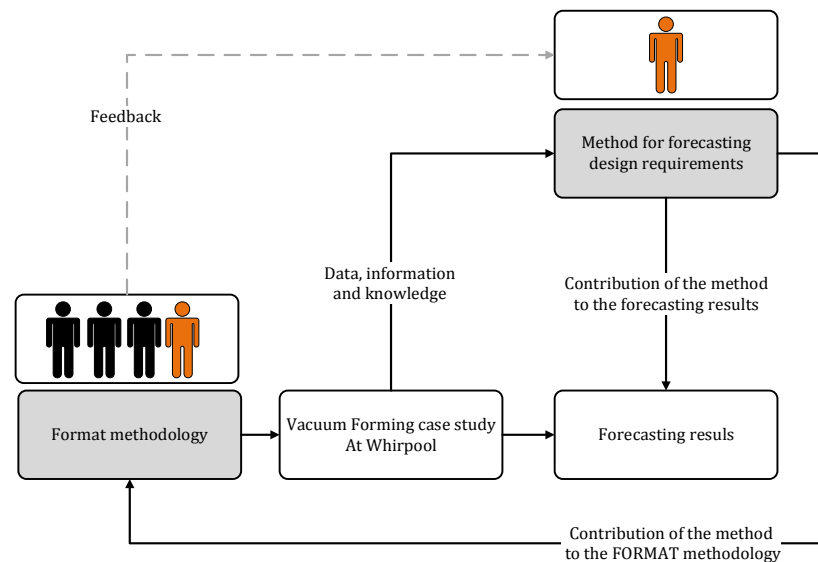 Feedback
Method for forecasting
design requirements
Data, information
and knowledge
Contribution of the method
to the forecasting results
Format methodology
Vacuum Forming case study
At Whirpool
Forecasting resuls
Contribution of the method
to the FORMAT methodology